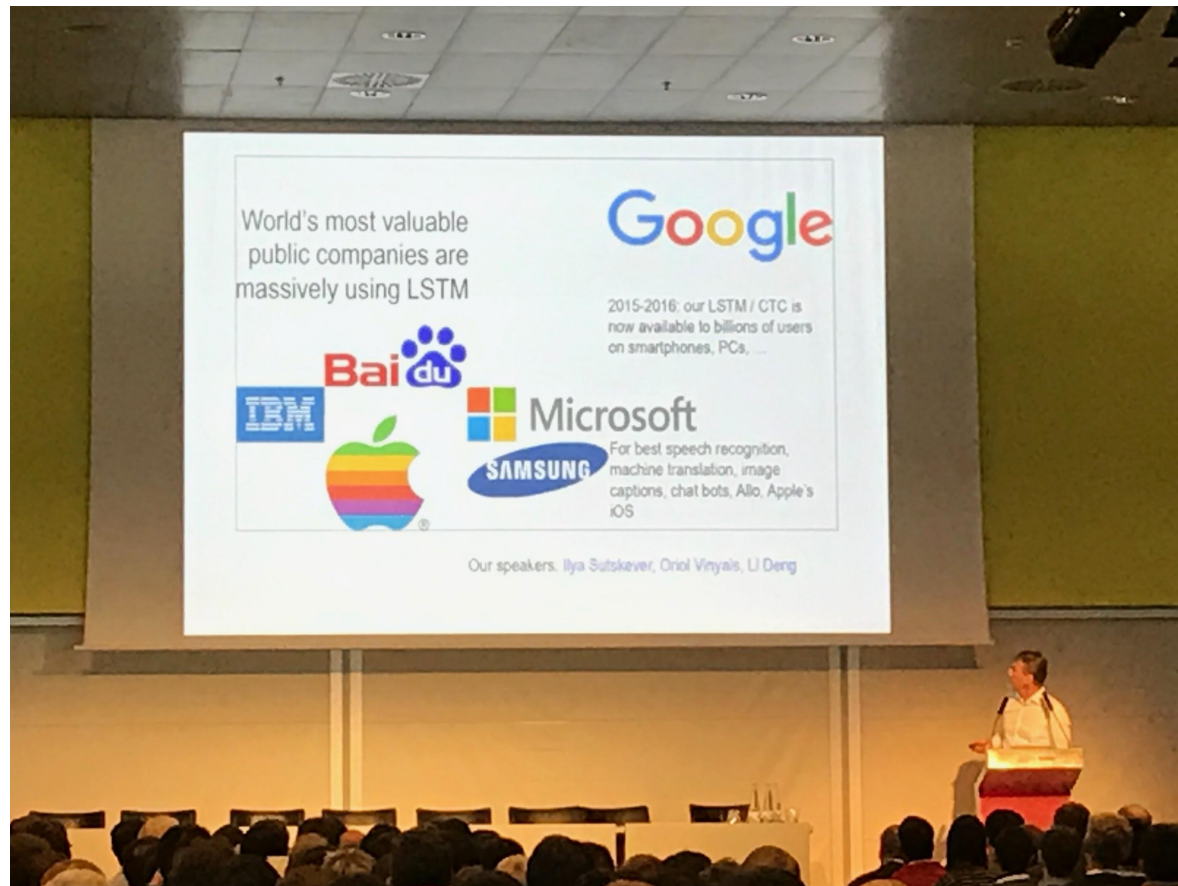 World's most valuable
public companies are
massively using LSTM
Google
2015-2016: our LSTM / CTC is
now available to billions of users
on smartphones, PCs, ...
Baidu
IBM
Microsoft
SAMSUNG
For best speech recognition,
machine translation, image
captions, chat bots, Allo, Apple's
iOS
®
Our speakers: Ilya Sutskever, Oriol Vinyals, Li Deng